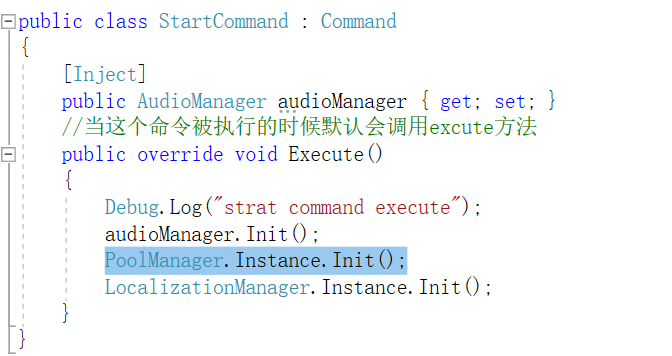 public class StartCommand : Command
{
[Inject]
public AudioManager audioManager { get; set; }
//当这个命令被执行的时候默认会调用excute方法
public override void Execute()
{
Debug.Log("strat command execute");
audioManager.Init();
PoolManager.Instance.Init();
LocalizationManager.Instance.Init();
}
}